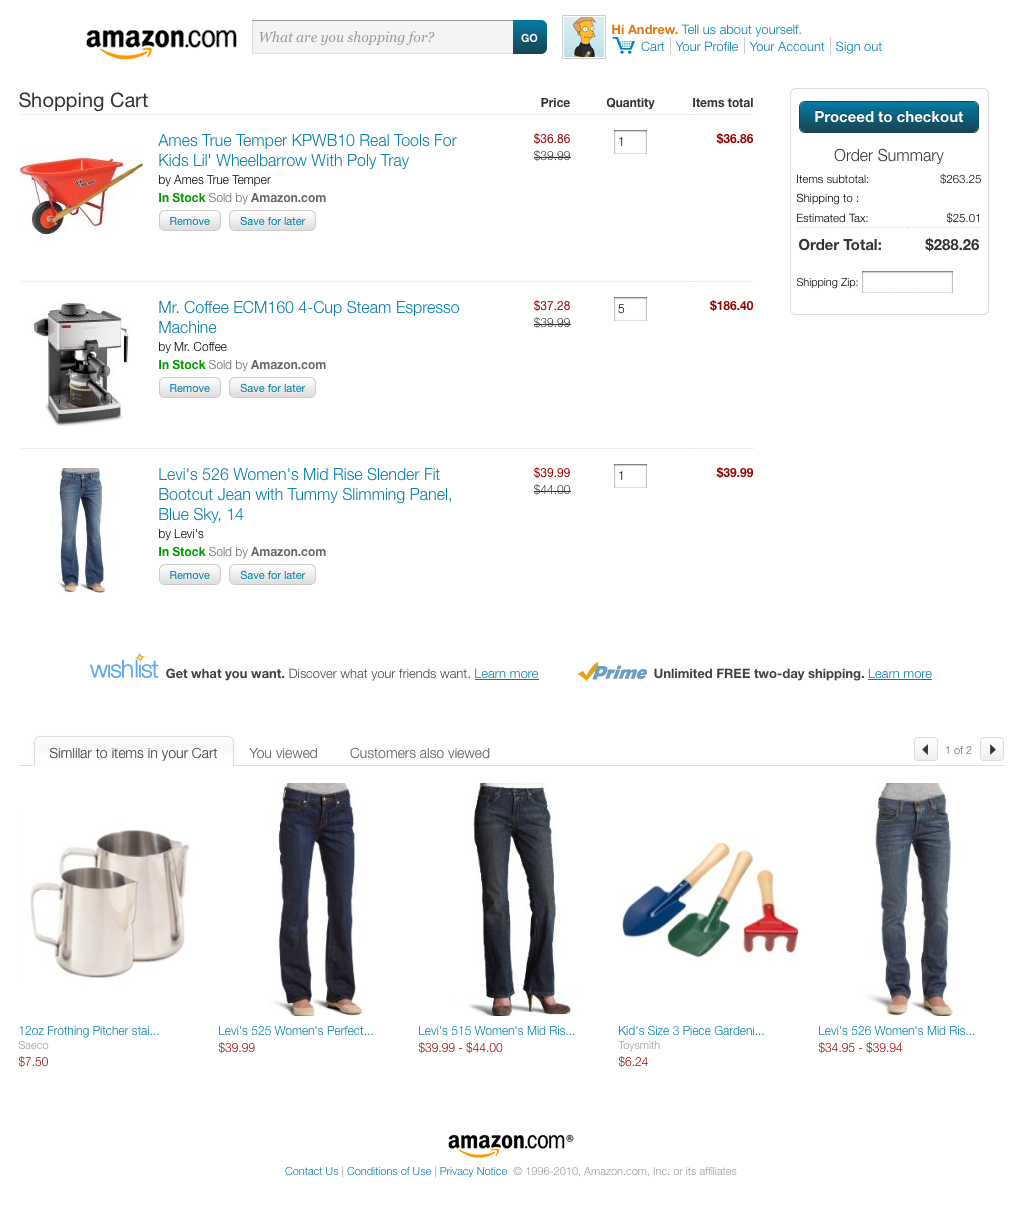 amazon.com
What are you shopping for?
GO
Hi Andrew. Tell us about yourself.
Cart | Your Profile | Your Account | Sign out
Shopping Cart
Price Quantity Items total
Ames True Temper KPWB10 Real Tools For
Kids Lil' Wheelbarrow With Poly Tray
by Ames True Temper
In Stock Sold by Amazon.com
Remove Save for later
$36.86
$39.99
1
$36.86
Mr. Coffee ECM160 4-Cup Steam Espresso
Machine
by Mr. Coffee
In Stock Sold by Amazon.com
Remove Save for later
$37.28
$39.99
5
$186.40
Levi's 526 Women's Mid Rise Slender Fit
Bootcut Jean with Tummy Slimming Panel,
Blue Sky, 14
by Levi's
In Stock Sold by Amazon.com
Remove Save for later
$39.99
$44.00
1
$39.99
Proceed to checkout
Order Summary
Items subtotal: $263.25
Shipping to :
Estimated Tax: $25.01
Order Total: $288.26
Shipping Zip:
wishlist Get what you want. Discover what your friends want. Learn more
Prime Unlimited FREE two-day shipping. Learn more
Simlilar to items in your Cart You viewed Customers also viewed
1 of 2
12oz Frothing Pitcher stai...
Saeco
$7.50
Levi's 525 Women's Perfect...
$39.99
Levi's 515 Women's Mid Ris...
$39.99 - $44.00
Kid's Size 3 Piece Gardeni...
Toysmith
$6.24
Levi's 526 Women's Mid Ris...
$34.95 - $39.94
amazon.com®
Contact Us | Conditions of Use | Privacy Notice © 1996-2010, Amazon.com, Inc. or its affiliates